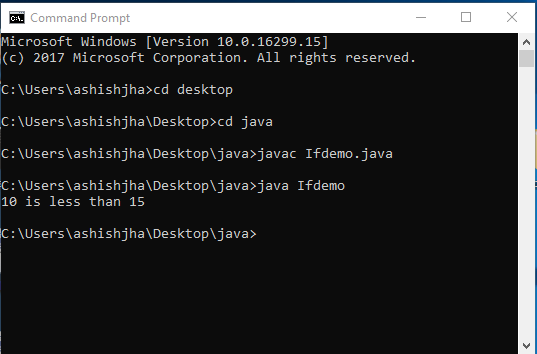 Command Prompt
Microsoft Windows [Version 10.0.16299.15]
(c) 2017 Microsoft Corporation. All rights reserved.
C:\Users\ashishjha>cd desktop
C:\Users\ashishjha\Desktop>cd java
C:\Users\ashishjha\Desktop\java>javac Ifdemo.java
C:\Users\ashishjha\Desktop\java>java Ifdemo
10 is less than 15
C:\Users\ashishjha\Desktop\java>